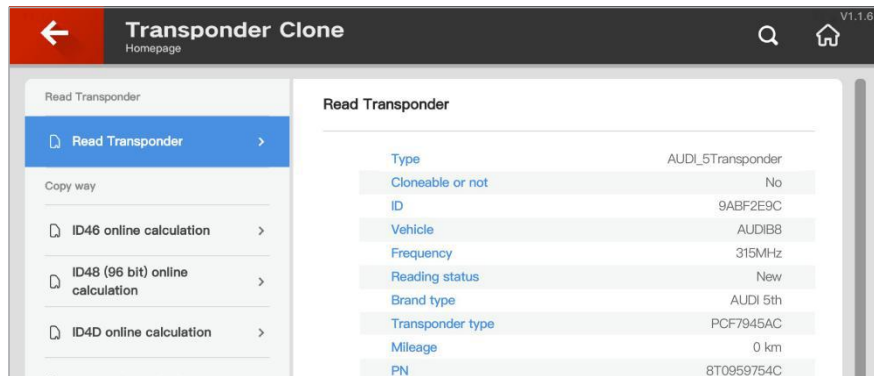 Transponder Clone
Homepage
V1.1.6
Read Transponder
Read Transponder
Copy way
ID46 online calculation
ID48 (96 bit) online
calculation
ID4D online calculation
Read Transponder
Type AUDI_5Transponder
Cloneable or not No
ID 9ABF2E9C
Vehicle AUDIB8
Frequency 315MHz
Reading status New
Brand type AUDI 5th
Transponder type PCF7945AC
Mileage 0 km
PN 8T0959754C